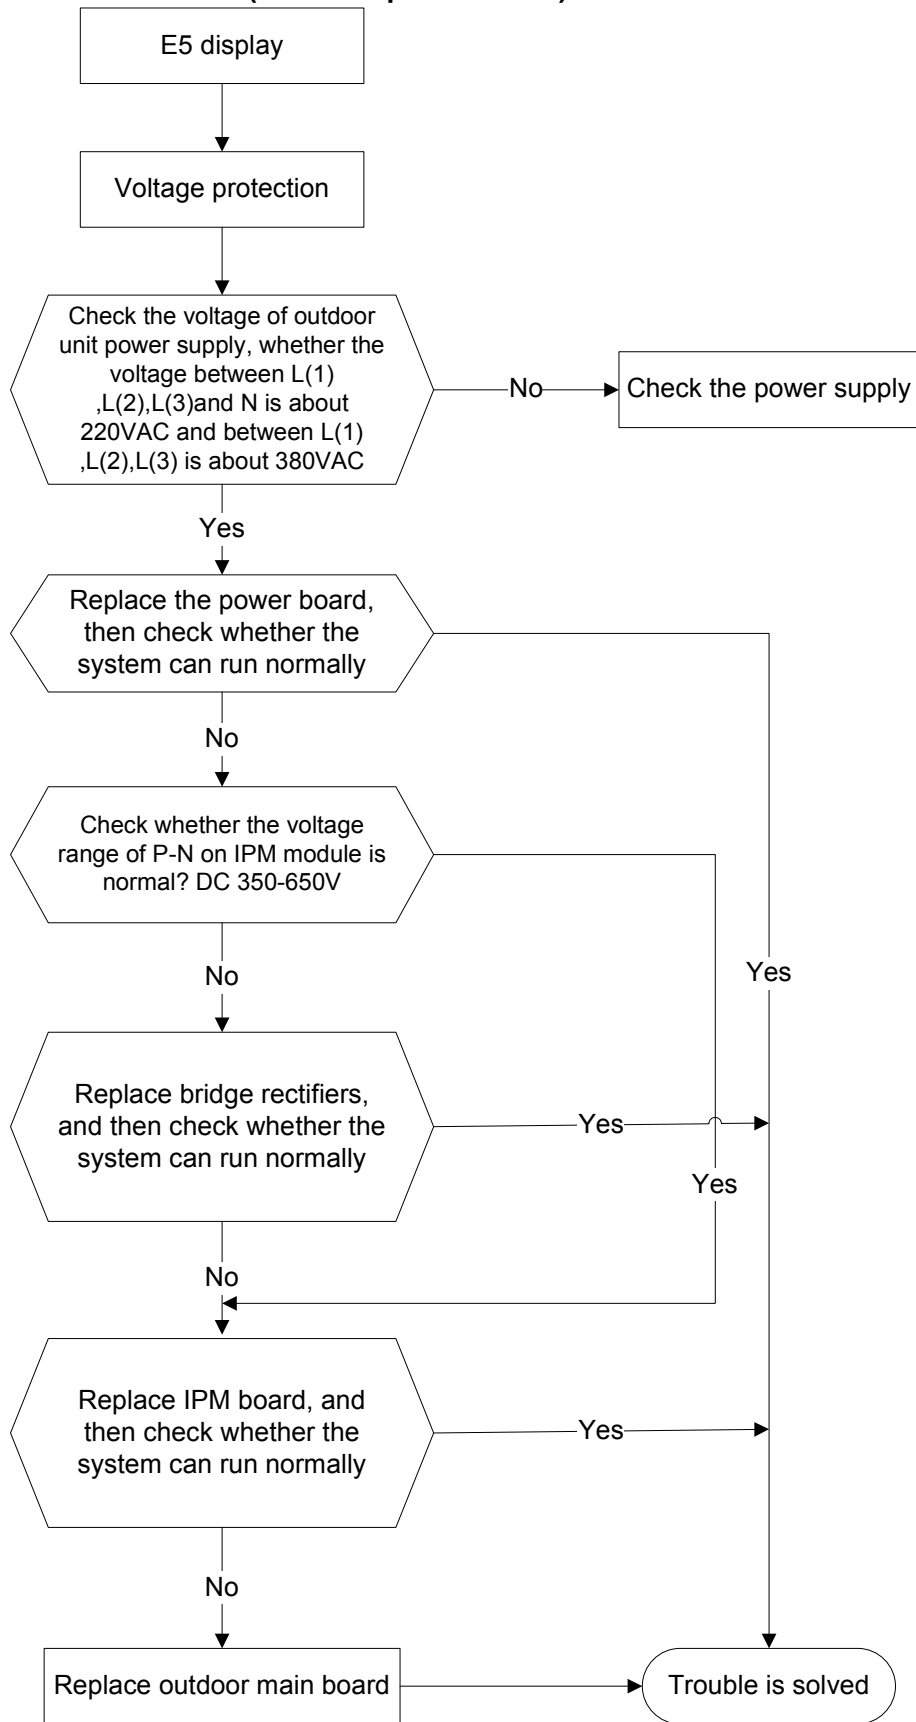 E5 display
Voltage protection
Check the voltage of outdoor
unit power supply, whether the
voltage between L(1)
,L(2),L(3)and N is about
220VAC and between L(1)
,L(2),L(3) is about 380VAC
No
Check the power supply
Yes
Replace the power board,
then check whether the
system can run normally
No
Check whether the voltage
range of P-N on IPM module is
normal? DC 350-650V
No
Yes
Replace bridge rectifiers,
and then check whether the
system can run normally
Yes
Yes
No
Replace IPM board, and
then check whether the
system can run normally
Yes
No
Replace outdoor main board
Trouble is solved